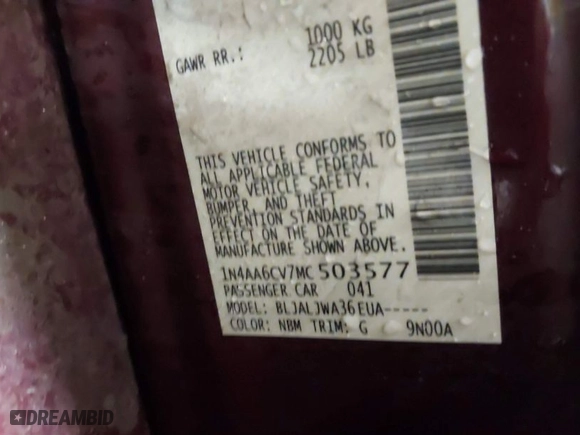 1000 KG
GAWR RR.: 2205 LB
THIS VEHICLE CONFORMS TO
ALL APPLICABLE FEDERAL
MOTOR VEHICLE SAFETY,
BUMPER, AND THEFT
PREVENTION STANDARDS IN
EFFECT ON THE DATE OF
MANUFACTURE SHOWN ABOVE.
1N4AA6CV7MC503577
PASSENGER CAR 041
MODEL: BLJALJWA36EUA-----
COLOR: NBM TRIM: G 9N00A
DREAMBID